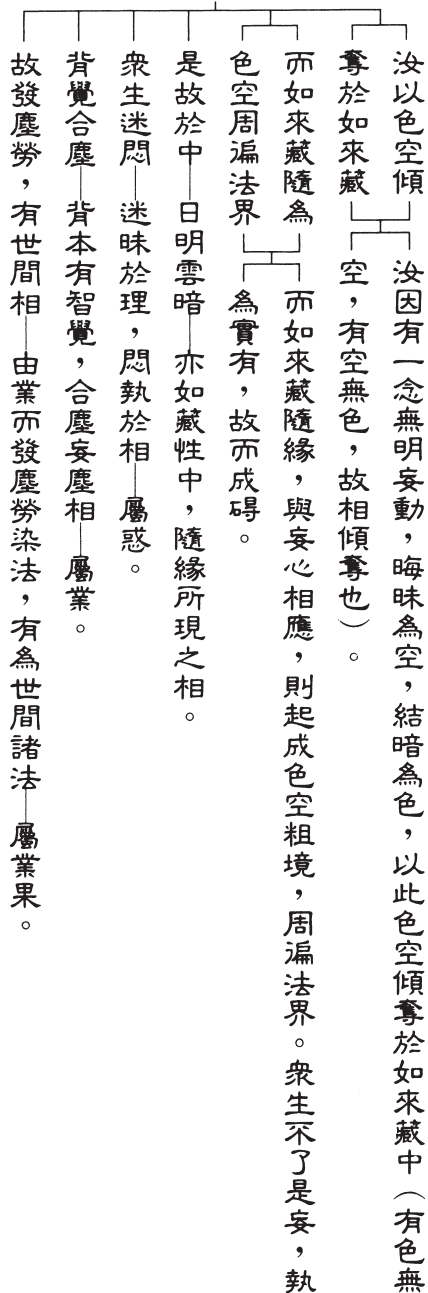 汝以色空傾　汝因有一念無明妄動，晦昧為空，結暗為色，以此色空傾奪於如來藏中（有色無
奪於如來藏　空，有空無色，故相傾奪也）。
而如來藏隨為　而如來藏隨緣，與妄心相應，則起成色空粗境，周遍法界。衆生不了是妄，執
色空周遍法界　為實有，故而成碍。
是故於中—日明雲暗—亦如藏性中，隨緣所現之相。
衆生迷悶—迷昧於理，悶執於相—屬惑。
背覺合塵—背本有智覺，合塵妄塵相—屬業。
故發塵勞，有世間相—由業而發塵勞染法，有為世間諸法—屬業果。